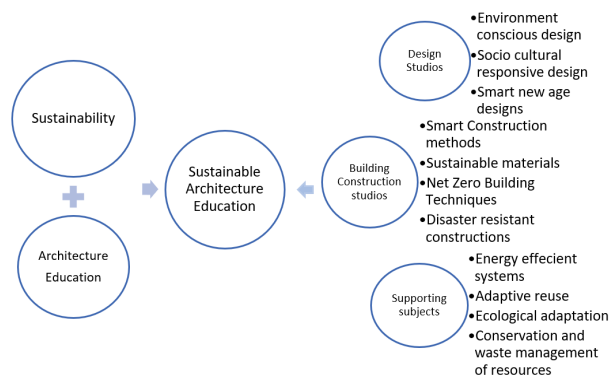 Sustainability
Architecture
Education
Sustainable
Architecture
Education
Design
Studios
•Environment
conscious design
•Socio cultural
responsive design
•Smart new age
designs
Building
Construction
studios
•Smart Construction
methods
•Sustainable materials
•Net Zero Building
Techniques
•Disaster resistant
constructions
Supporting
subjects
•Energy effecient
systems
•Adaptive reuse
•Ecological adaptation
•Conservation and
waste management
of resources